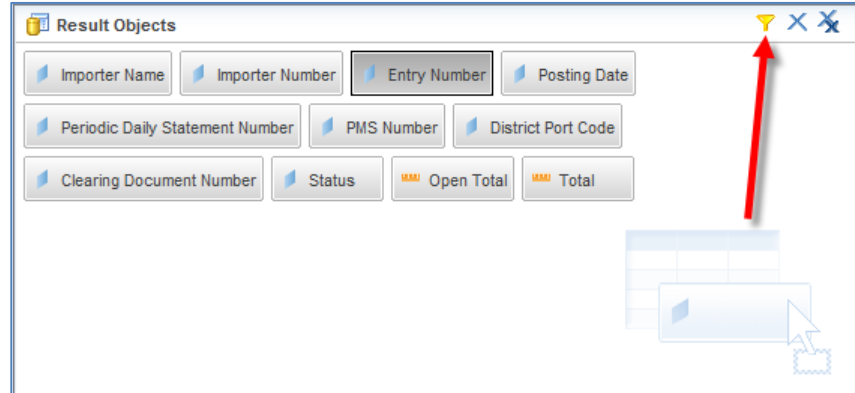 Result Objects
Importer Name Importer Number Entry Number Posting Date
Periodic Daily Statement Number PMS Number District Port Code
Clearing Document Number Status Open Total Total